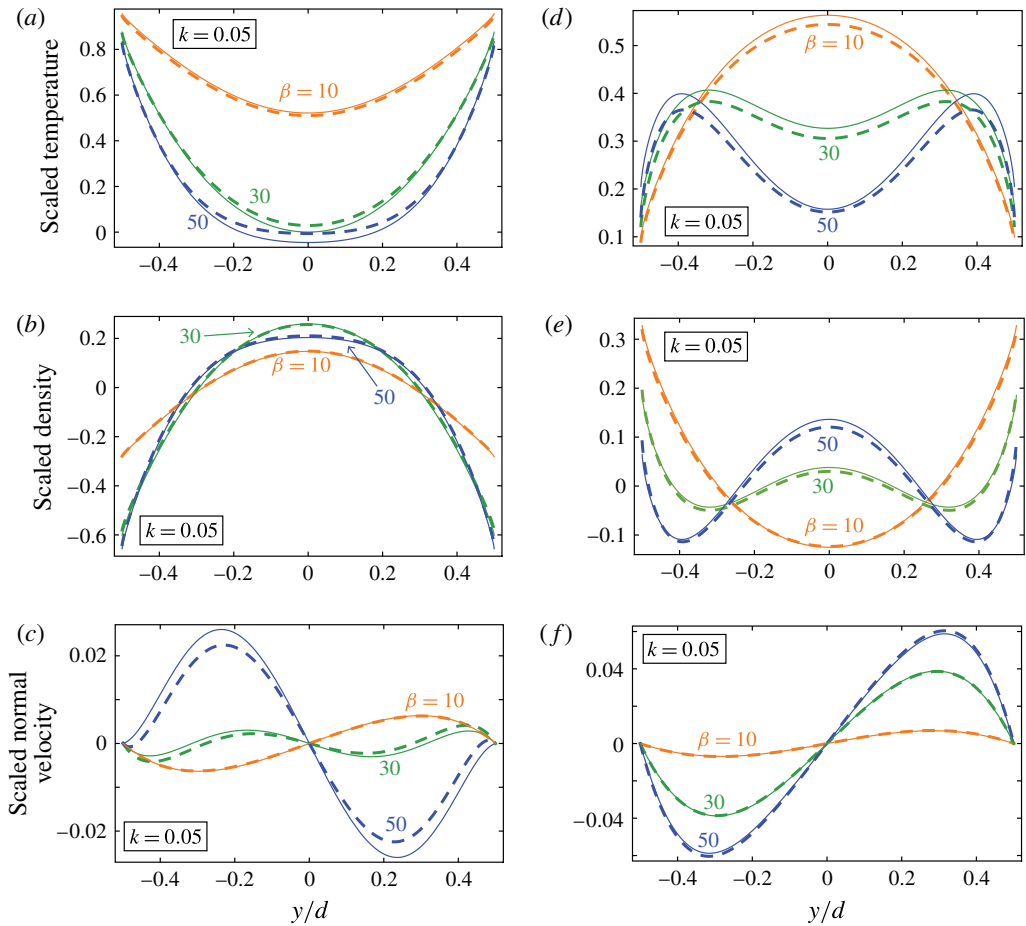 (a)
k = 0.05
0.8
0.6
0.4
0.2
0
Scaled temperature
β = 10
30
50
−0.4
−0.2
0
0.2
0.4
(d)
0.5
0.4
0.3
0.2
0.1
β = 10
30
50
k = 0.05
−0.4
−0.2
0
0.2
0.4
(b)
0.2
0
−0.2
−0.4
−0.6
Scaled density
30
β = 10
50
k = 0.05
−0.4
−0.2
0
0.2
0.4
(e)
0.3
0.2
0.1
0
−0.1
k = 0.05
50
30
β = 10
−0.4
−0.2
0
0.2
0.4
(c)
0.02
0
−0.02
Scaled normal
velocity
β = 10
30
50
k = 0.05
−0.4
−0.2
0
0.2
0.4
y/d
(f)
k = 0.05
0.04
0
−0.04
β = 10
30
50
−0.4
−0.2
0
0.2
0.4
y/d